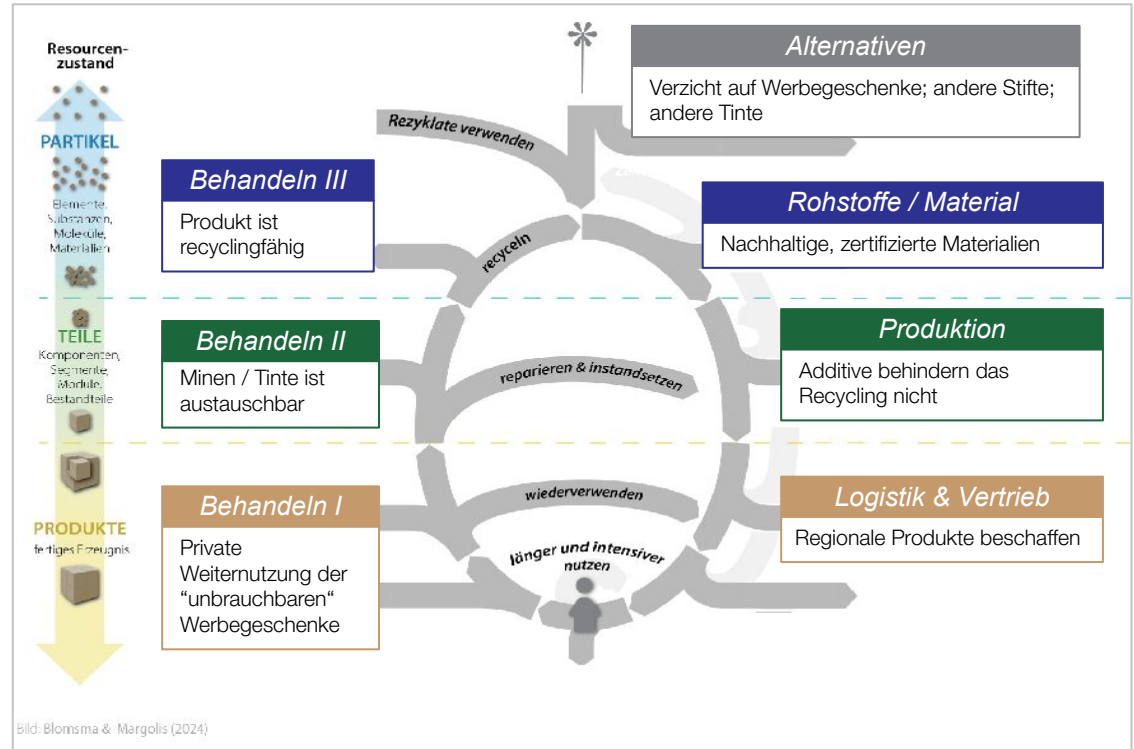 Resourcen-
zustand
PARTIKEL
Elemente,
Substanzen,
Moleküle,
Materialien
TEILE
Komponenten,
Segmente,
Module,
Bestandteile
PRODUKTE
fertiges Erzeugnis
Alternativen
Verzicht auf Werbegeschenke; andere Stifte;
andere Tinte
Rezyklate verwenden
Behandeln III
Produkt ist
recyclingfähig
recyceln
Rohstoffe / Material
Nachhaltige, zertifizierte Materialien
Behandeln II
Minen / Tinte ist
austauschbar
reparieren & instandsetzen
Produktion
Additive behindern das
Recycling nicht
Behandeln I
Private
Weiternutzung der
“unbrauchbaren“
Werbegeschenke
wiederverwenden
länger und intensiver
nutzen
Logistik & Vertrieb
Regionale Produkte beschaffen
Bild: Blomsma & Margolis (2024)